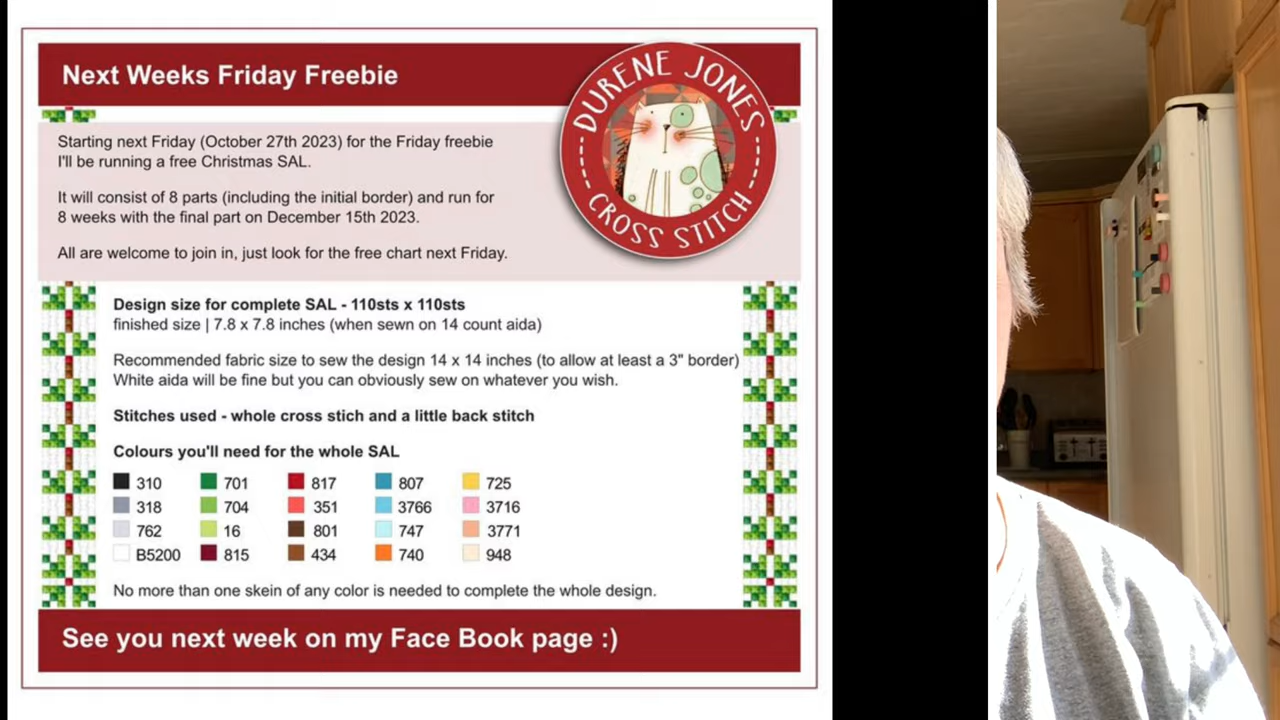 Next Weeks Friday Freebie
DURENE JONES
CROSS STITCH
Starting next Friday (October 27th 2023) for the Friday freebie
I'll be running a free Christmas SAL.
It will consist of 8 parts (including the initial border) and run for
8 weeks with the final part on December 15th 2023.
All are welcome to join in, just look for the free chart next Friday.
Design size for complete SAL - 110sts x 110sts
finished size | 7.8 x 7.8 inches (when sewn on 14 count aida)
Recommended fabric size to sew the design 14 x 14 inches (to allow at least a 3" border)
White aida will be fine but you can obviously sew on whatever you wish.
Stitches used - whole cross stich and a little back stitch
Colours you'll need for the whole SAL
310 701 817 807 725
318 704 351 3766 3716
762 16 801 747 3771
B5200 815 434 740 948
No more than one skein of any color is needed to complete the whole design.
See you next week on my Face Book page :)